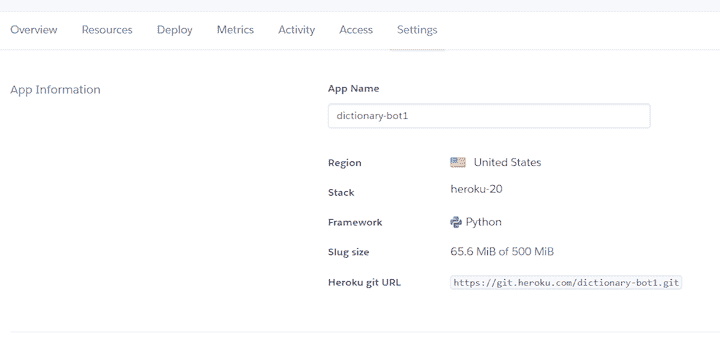 Overview Resources Deploy Metrics Activity Access Settings
App Information
App Name
dictionary-bot1
Region United States
Stack heroku-20
Framework Python
Slug size 65.6 MiB of 500 MiB
Heroku git URL https://git.heroku.com/dictionary-bot1.git